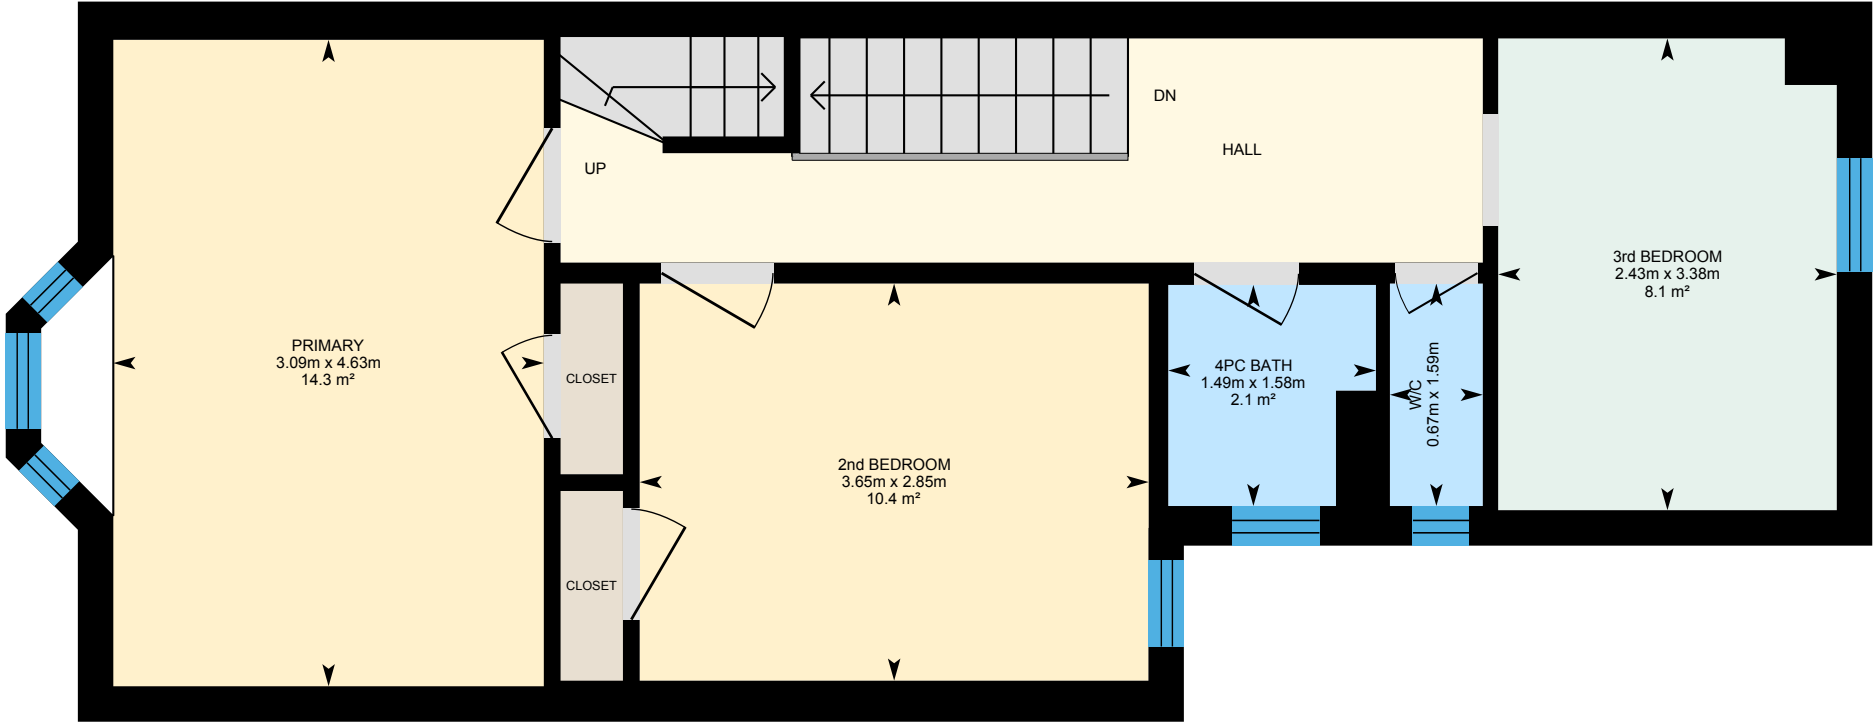 DN
HALL
UP
3rd BEDROOM
2.43m x 3.38m
8.1 m²
PRIMARY
3.09m x 4.63m
14.3 m²
CLOSET
4PC BATH
1.49m x 1.58m
2.1 m²
W/C
0.67m x 1.59m
2nd BEDROOM
3.65m x 2.85m
10.4 m²
CLOSET